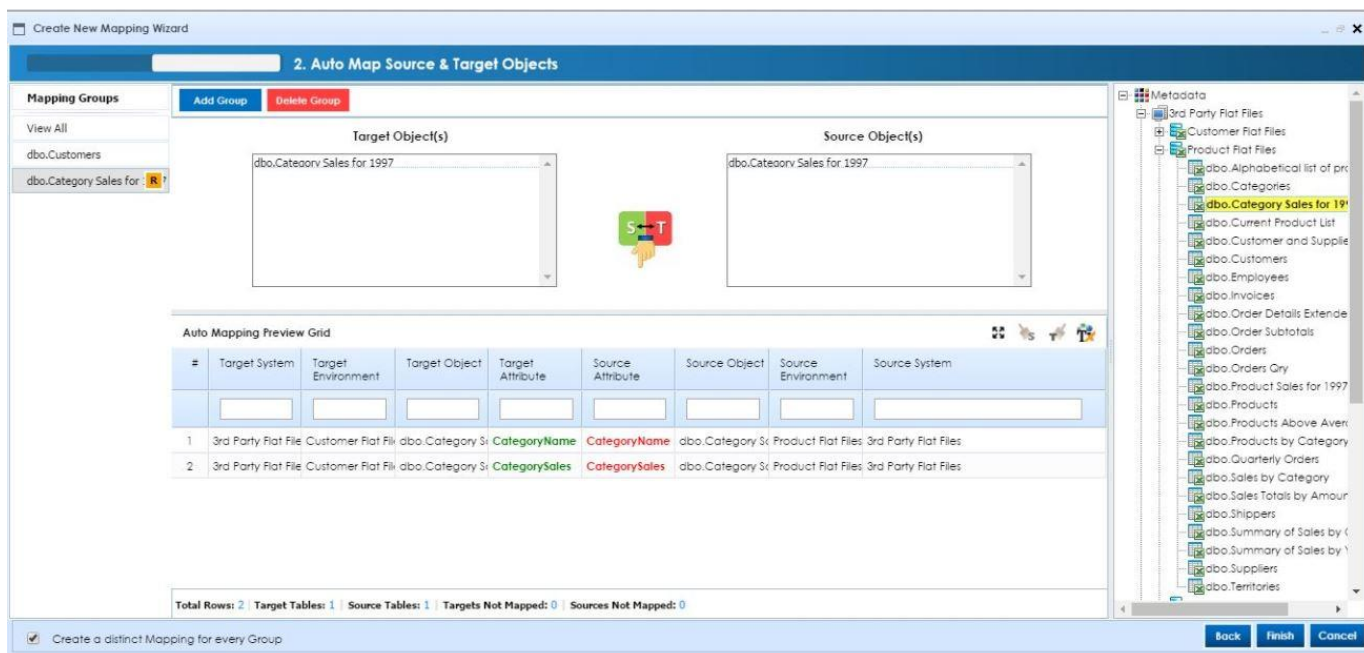 Create New Mapping Wizard
2. Auto Map Source & Target Objects
Mapping Groups
View All
dbo.Customers
dbo.Category Sales for R
Add Group Delete Group
Target Object(s) Source Object(s)
dbo.Category Sales for 1997 dbo.Category Sales for 1997
S T
Auto Mapping Preview Grid
# Target System Target Environment Target Object Target Attribute Source Attribute Source Object Source Environment Source System
1 3rd Party Flat File Customer Flat Fil dbo.Category S CategoryName CategoryName dbo.Category S Product Flat Files 3rd Party Flat Files
2 3rd Party Flat File Customer Flat Fil dbo.Category S CategorySales CategorySales dbo.Category S Product Flat Files 3rd Party Flat Files
Total Rows: 2 | Target Tables: 1 | Source Tables: 1 | Targets Not Mapped: 0 | Sources Not Mapped: 0
Metadata
3rd Party Flat Files
Customer Flat Files
Product Flat Files
dbo.Alphabetical list of pro
dbo.Categories
dbo.Category Sales for 19
dbo.Current Product List
dbo.Customer and Supplie
dbo.Customers
dbo.Employees
dbo.Invoices
dbo.Order Details Extende
dbo.Order Subtotals
dbo.Orders
dbo.Orders Qry
dbo.Product Sales for 1997
dbo.Products
dbo.Products Above Aver
dbo.Products by Category
dbo.Quarterly Orders
dbo.Sales by Category
dbo.Sales Totals by Amour
dbo.Shippers
dbo.Summary of Sales by
dbo.Summary of Sales by
dbo.Suppliers
dbo.Territories
Create a distinct Mapping for every Group
Back Finish Cancel